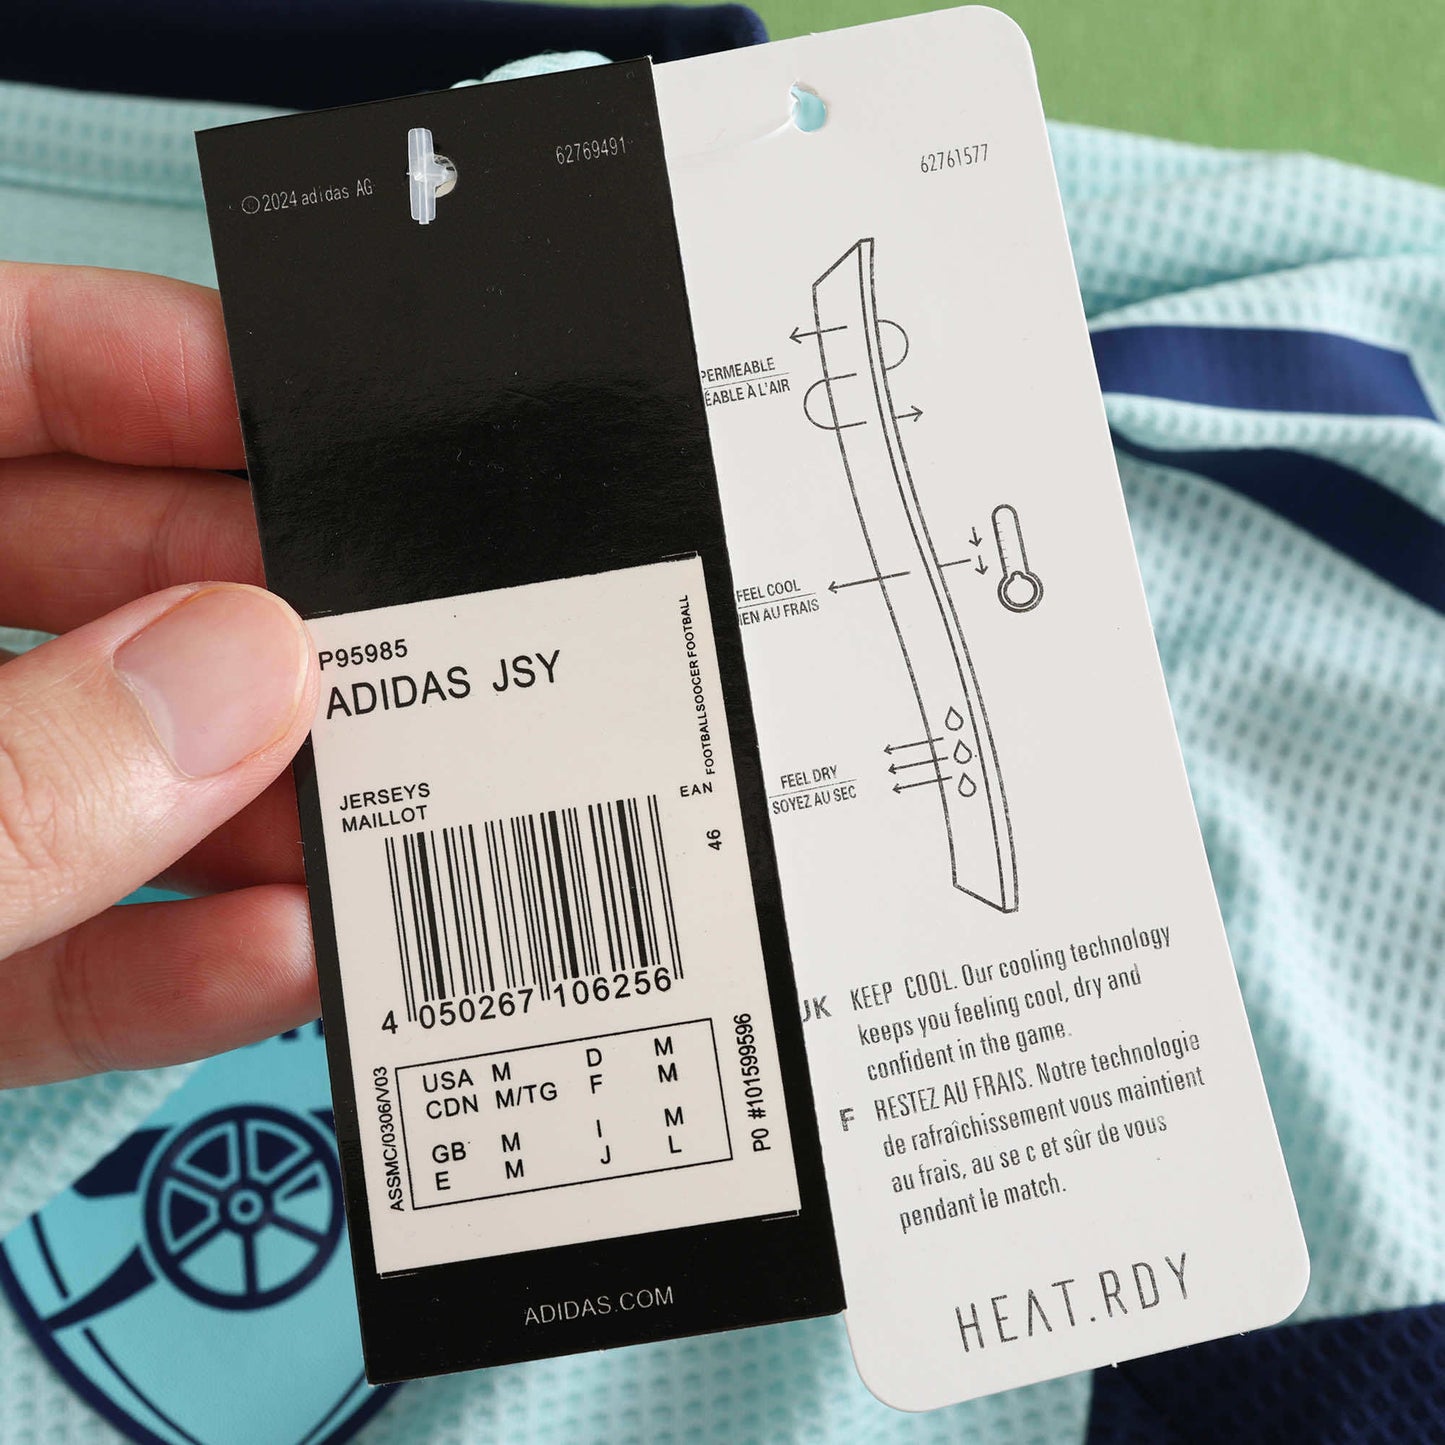 ©2024 adidas AG
62769491
P95985
ADIDAS JSY
JERSEYS
MAILLOT
FOOTBALLSOOCER FOOTBALL
EAN
46
4 050267 106256
ASSMC/0306/V03
USA M D M
CDN M/TG F M
GB M I M
E M J L
PO #101599596
ADIDAS.COM
62761577
PERMEABLE
ÉABLE À L'AIR
FEEL COOL
IEN AU FRAIS
FEEL DRY
SOYEZ AU SEC
UK KEEP COOL. Our cooling technology
keeps you feeling cool, dry and
confident in the game.
F RESTEZ AU FRAIS. Notre technologie
de rafraîchissement vous maintient
au frais, au se c et sûr de vous
pendant le match.
HEAT.RDY